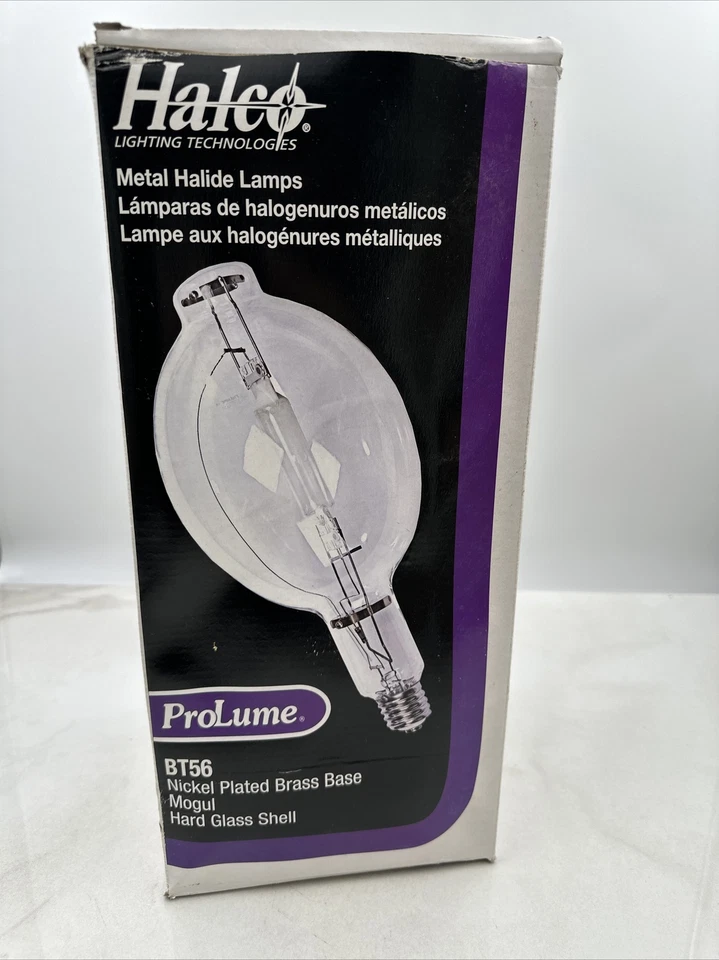 Halco®
LIGHTING TECHNOLOGIES
Metal Halide Lamps
Lámparas de halogenuros metálicos
Lampe aux halogénures métalliques
ProLume®
BT56
Nickel Plated Brass Base
Mogul
Hard Glass Shell